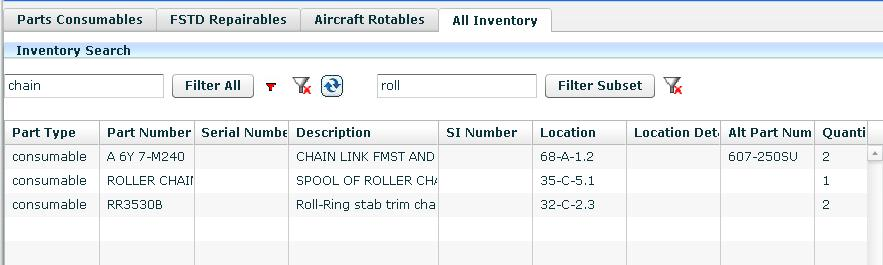 Parts Consumables FSTD Repairables Aircraft Rotables All Inventory
Inventory Search
chain Filter All roll Filter Subset
Part Type Part Number Serial Numbe Description SI Number Location Location Det Alt Part Num Quanti
consumable A 6Y 7-M240 CHAIN LINK FMST AND 68-A-1.2 607-250SU 2
consumable ROLLER CHAIN SPOOL OF ROLLER CHA 35-C-5.1 1
consumable RR3530B Roll-Ring stab trim cha 32-C-2.3 2